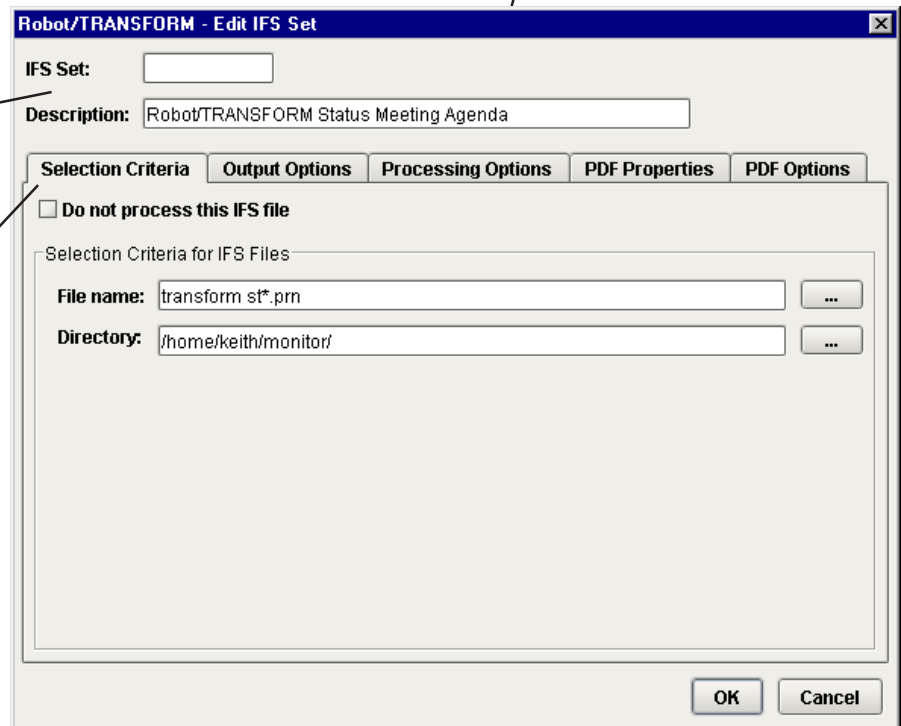 Robot/TRANSFORM - Edit IFS Set
IFS Set:
Description: Robot/TRANSFORM Status Meeting Agenda
Selection Criteria Output Options Processing Options PDF Properties PDF Options
Do not process this IFS file
Selection Criteria for IFS Files
File name: transform st*.prn ...
Directory: /home/keith/monitor/ ...
OK Cancel